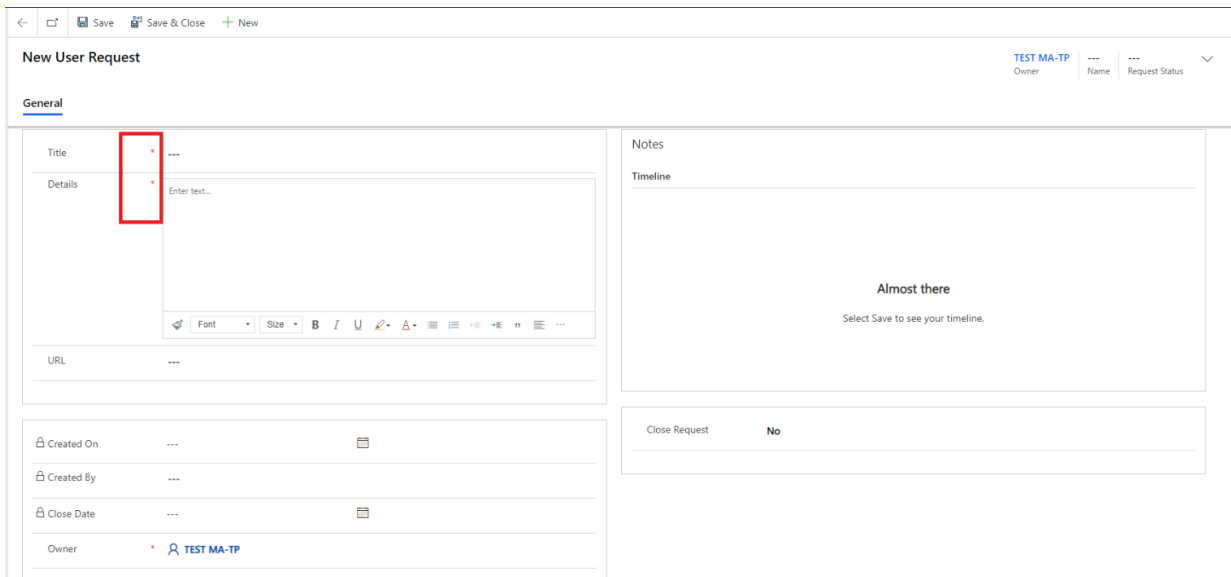 Save Save & Close New
New User Request
TEST MA-TP --- ---
Owner Name Request Status
General
Title * ---
Details * Enter text...
Font Size B I U A
URL ---
Notes
Timeline
Almost there
Select Save to see your timeline.
Created On ---
Created By ---
Close Date ---
Owner * TEST MA-TP
Close Request No